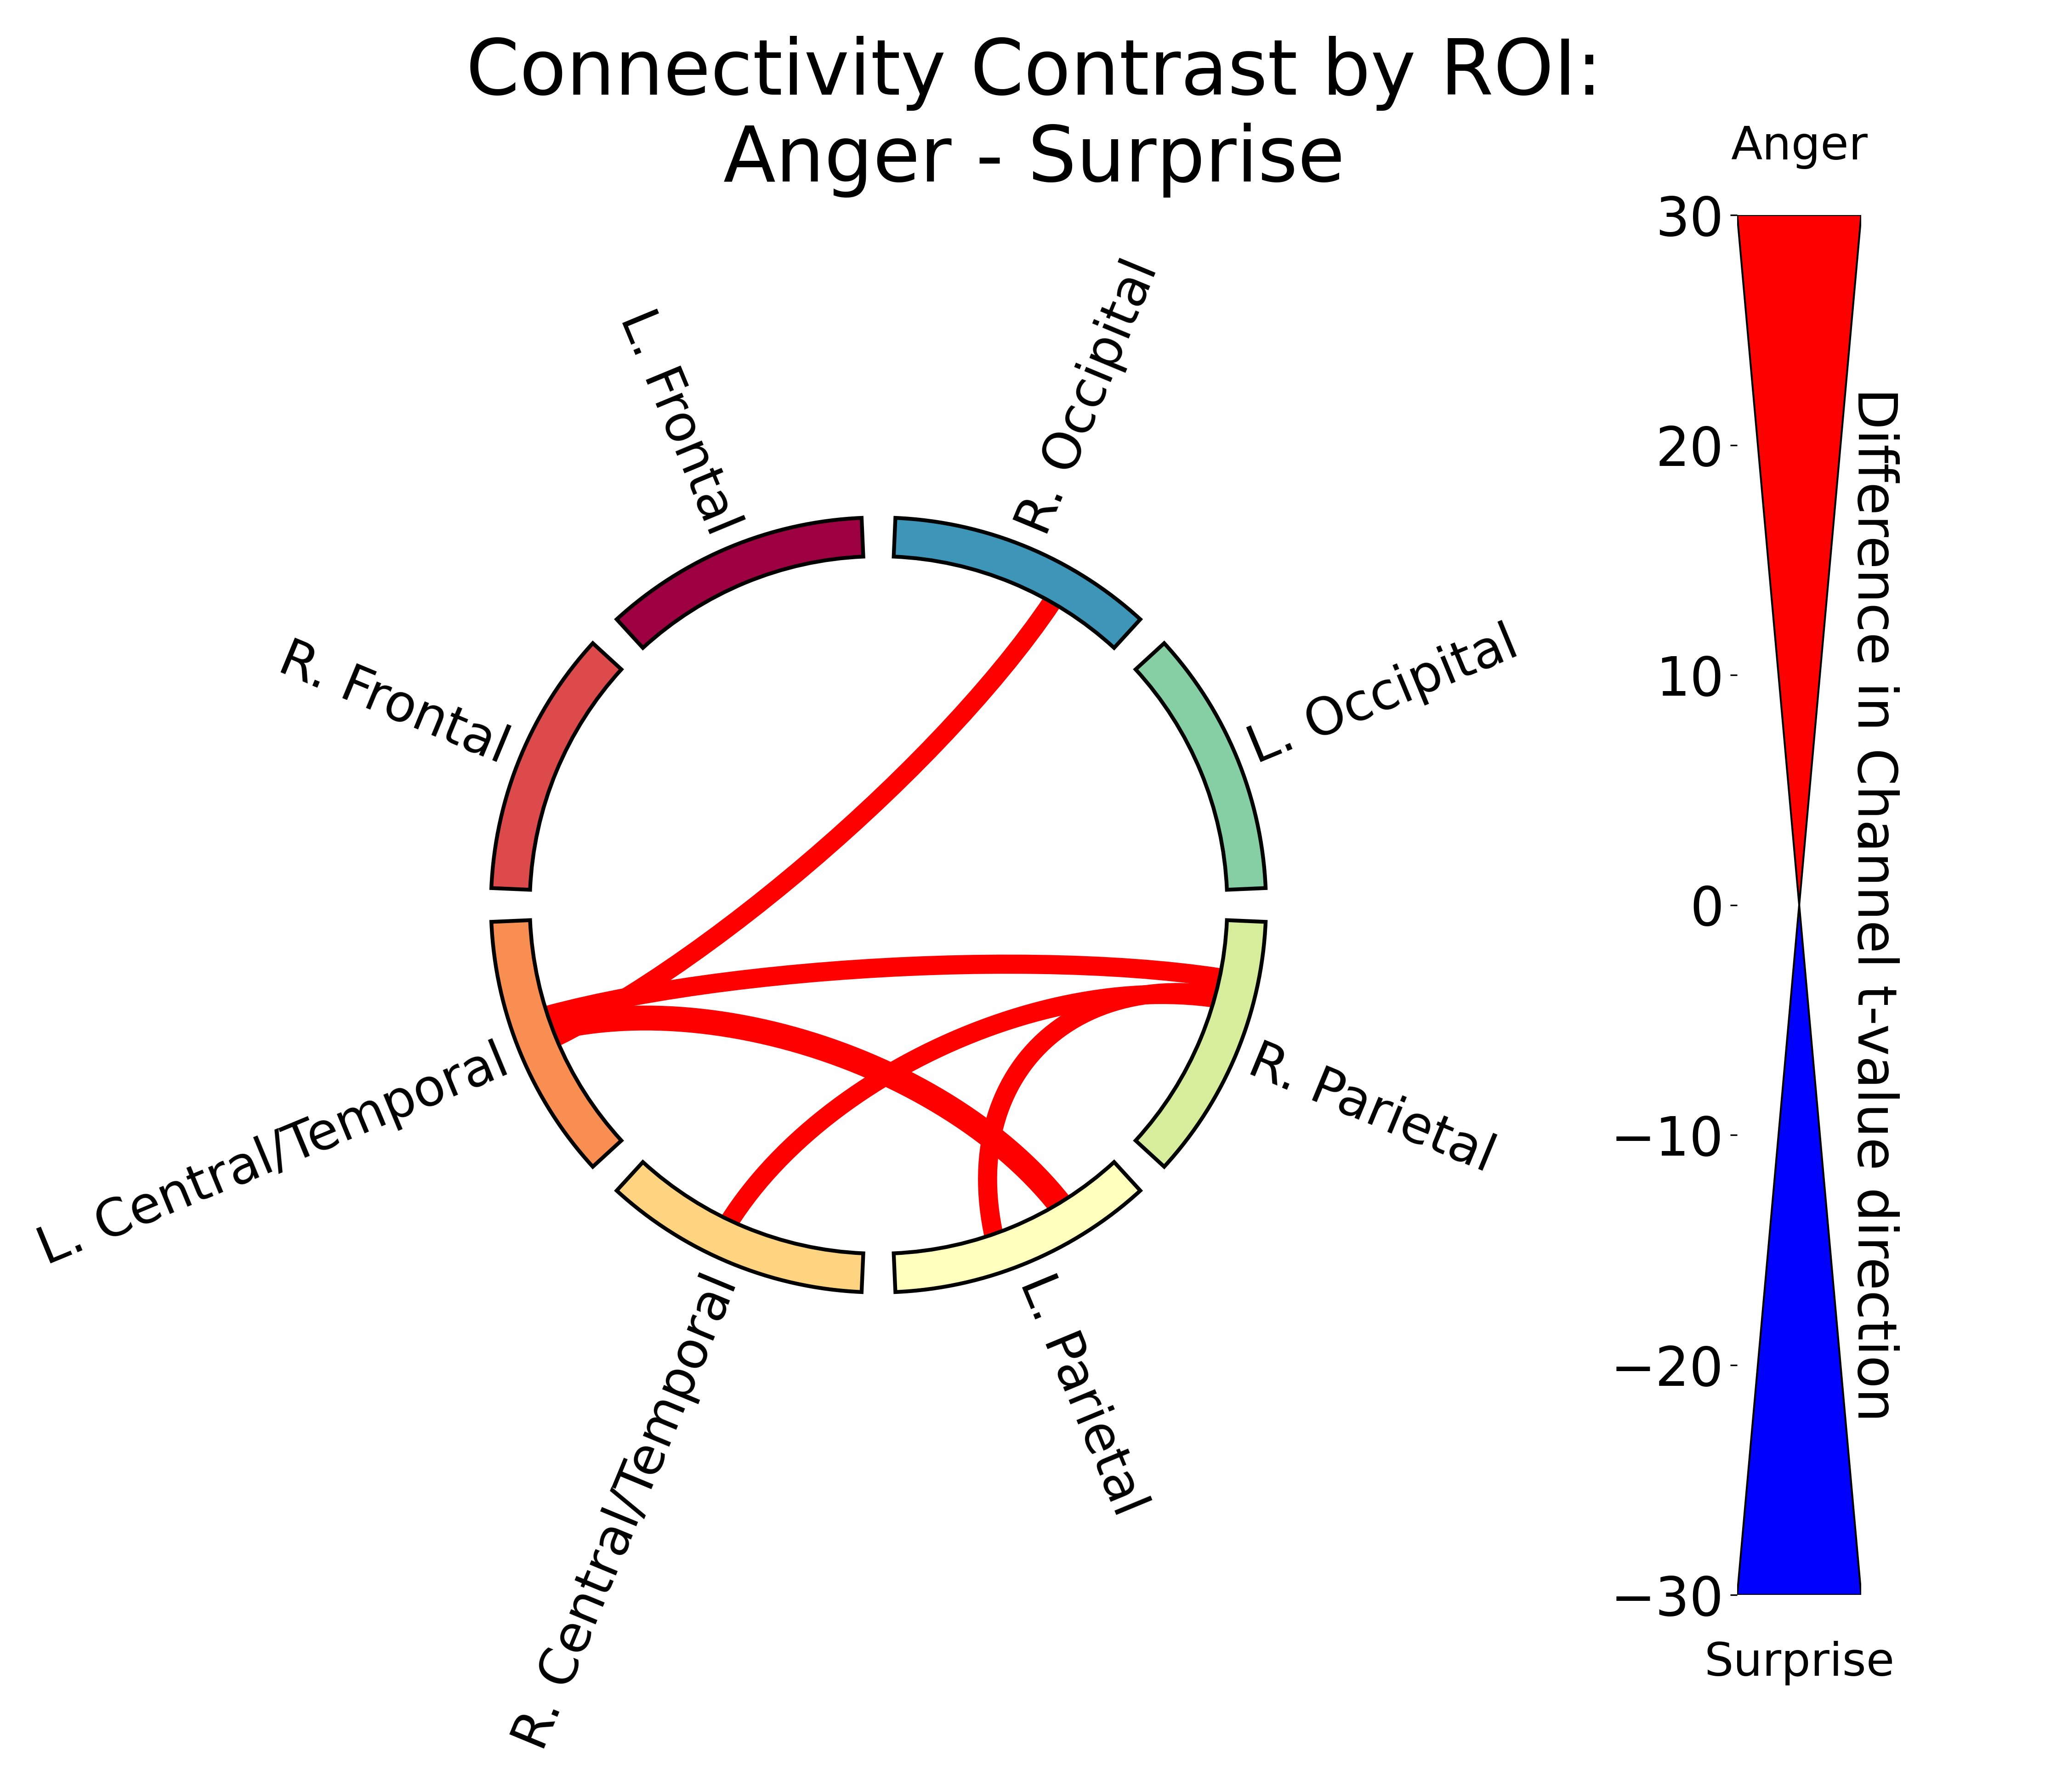 Connectivity Contrast by ROI:
Anger - Surprise
Anger
30
20
10
0
−10
−20
−30
Surprise
Difference in Channel t-value direction
R. Occipital
L. Frontal
L. Occipital
R. Frontal
L. Central/Temporal
R. Parietal
R. Central/Temporal
L. Parietal